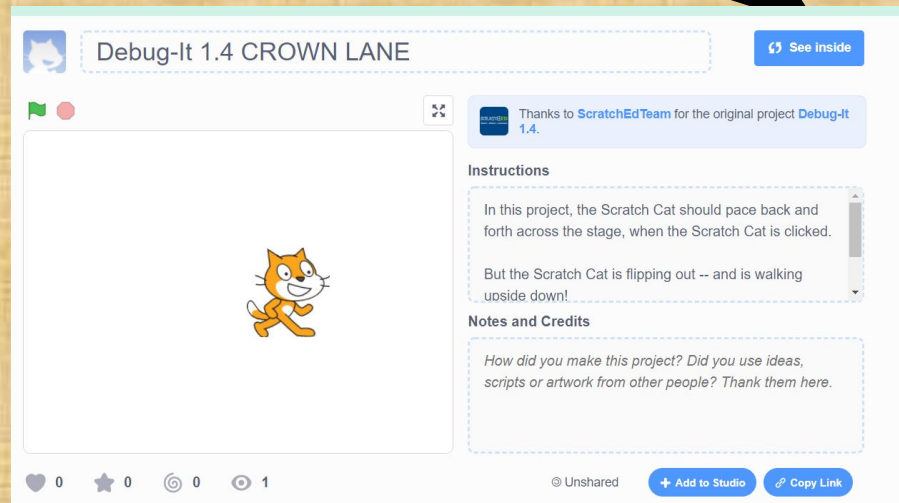 Debug-It 1.4 CROWN LANE
See inside
Thanks to ScratchEdTeam for the original project Debug-It
1.4.
Instructions
In this project, the Scratch Cat should pace back and
forth across the stage, when the Scratch Cat is clicked.
But the Scratch Cat is flipping out -- and is walking
upside down!
Notes and Credits
How did you make this project? Did you use ideas,
scripts or artwork from other people? Thank them here.
0 0 0 1
Unshared
+ Add to Studio
Copy Link